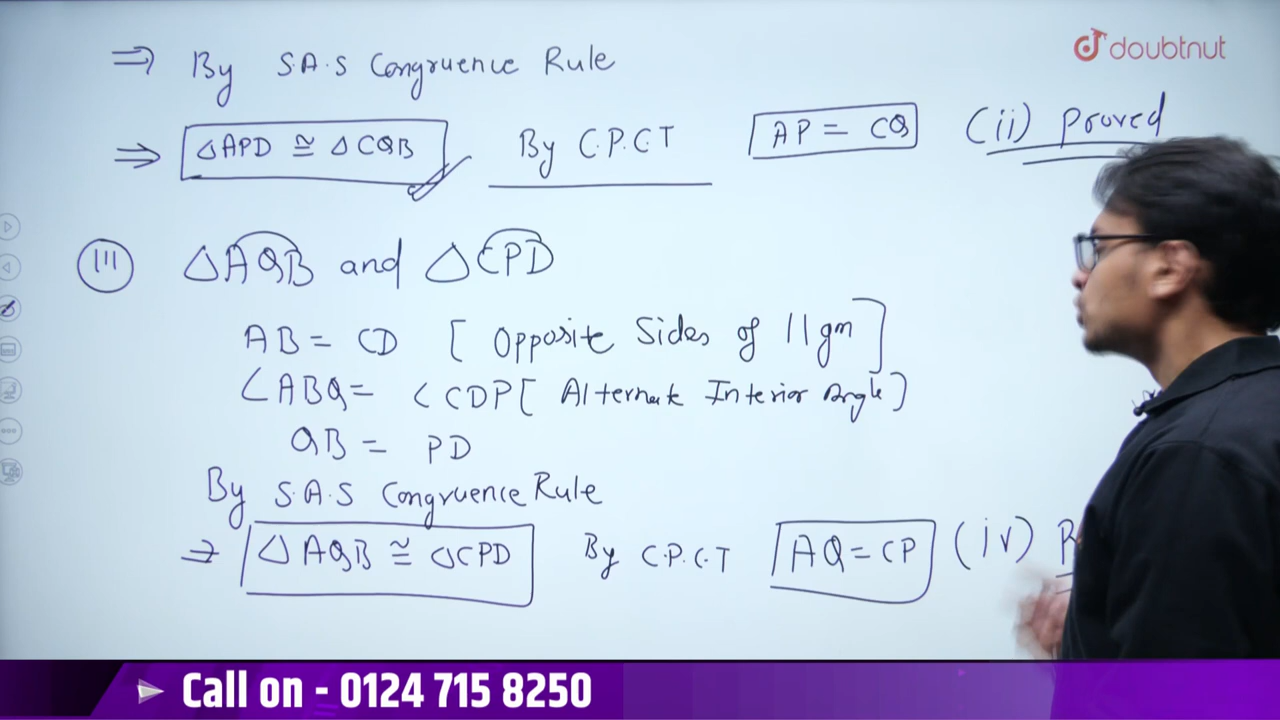 doubtnut
⇒ By S.A.S Congruence Rule
⇒ △APD ≅ △CQB By C.P.C.T AP = CQ (ii) Proved
III △AQB and △CPD
AB = CD [Opposite Sides of 11gm]
∠ABQ = ∠CDP [Alternate Interior Angle]
QB = PD
By S.A.S Congruence Rule
⇒ △AQB ≅ △CPD By C.P.C.T AQ = CP (iv) P
Call on - 0124 715 8250